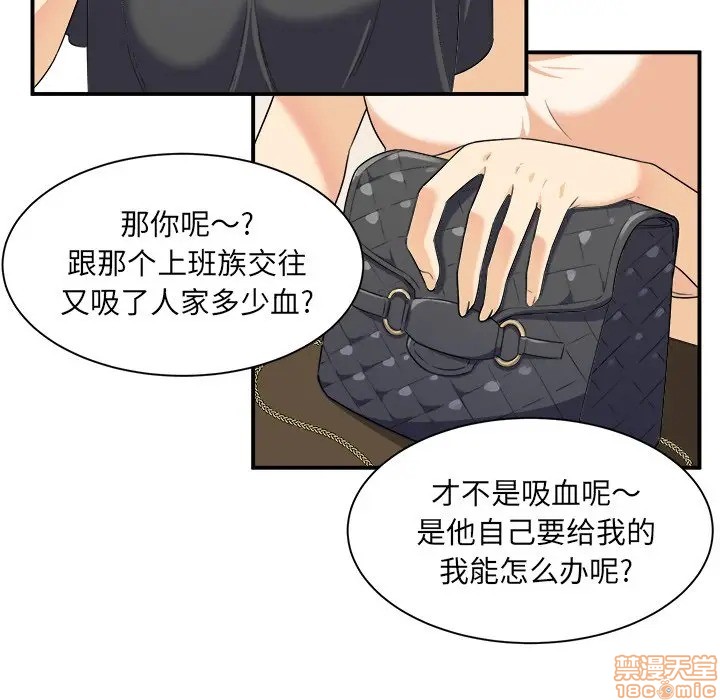 那你呢～?
跟那个上班族交往
又吸了人家多少血?
才不是吸血呢～
是他自己要给我的
我能怎么办呢?
禁漫天堂
18COMIC